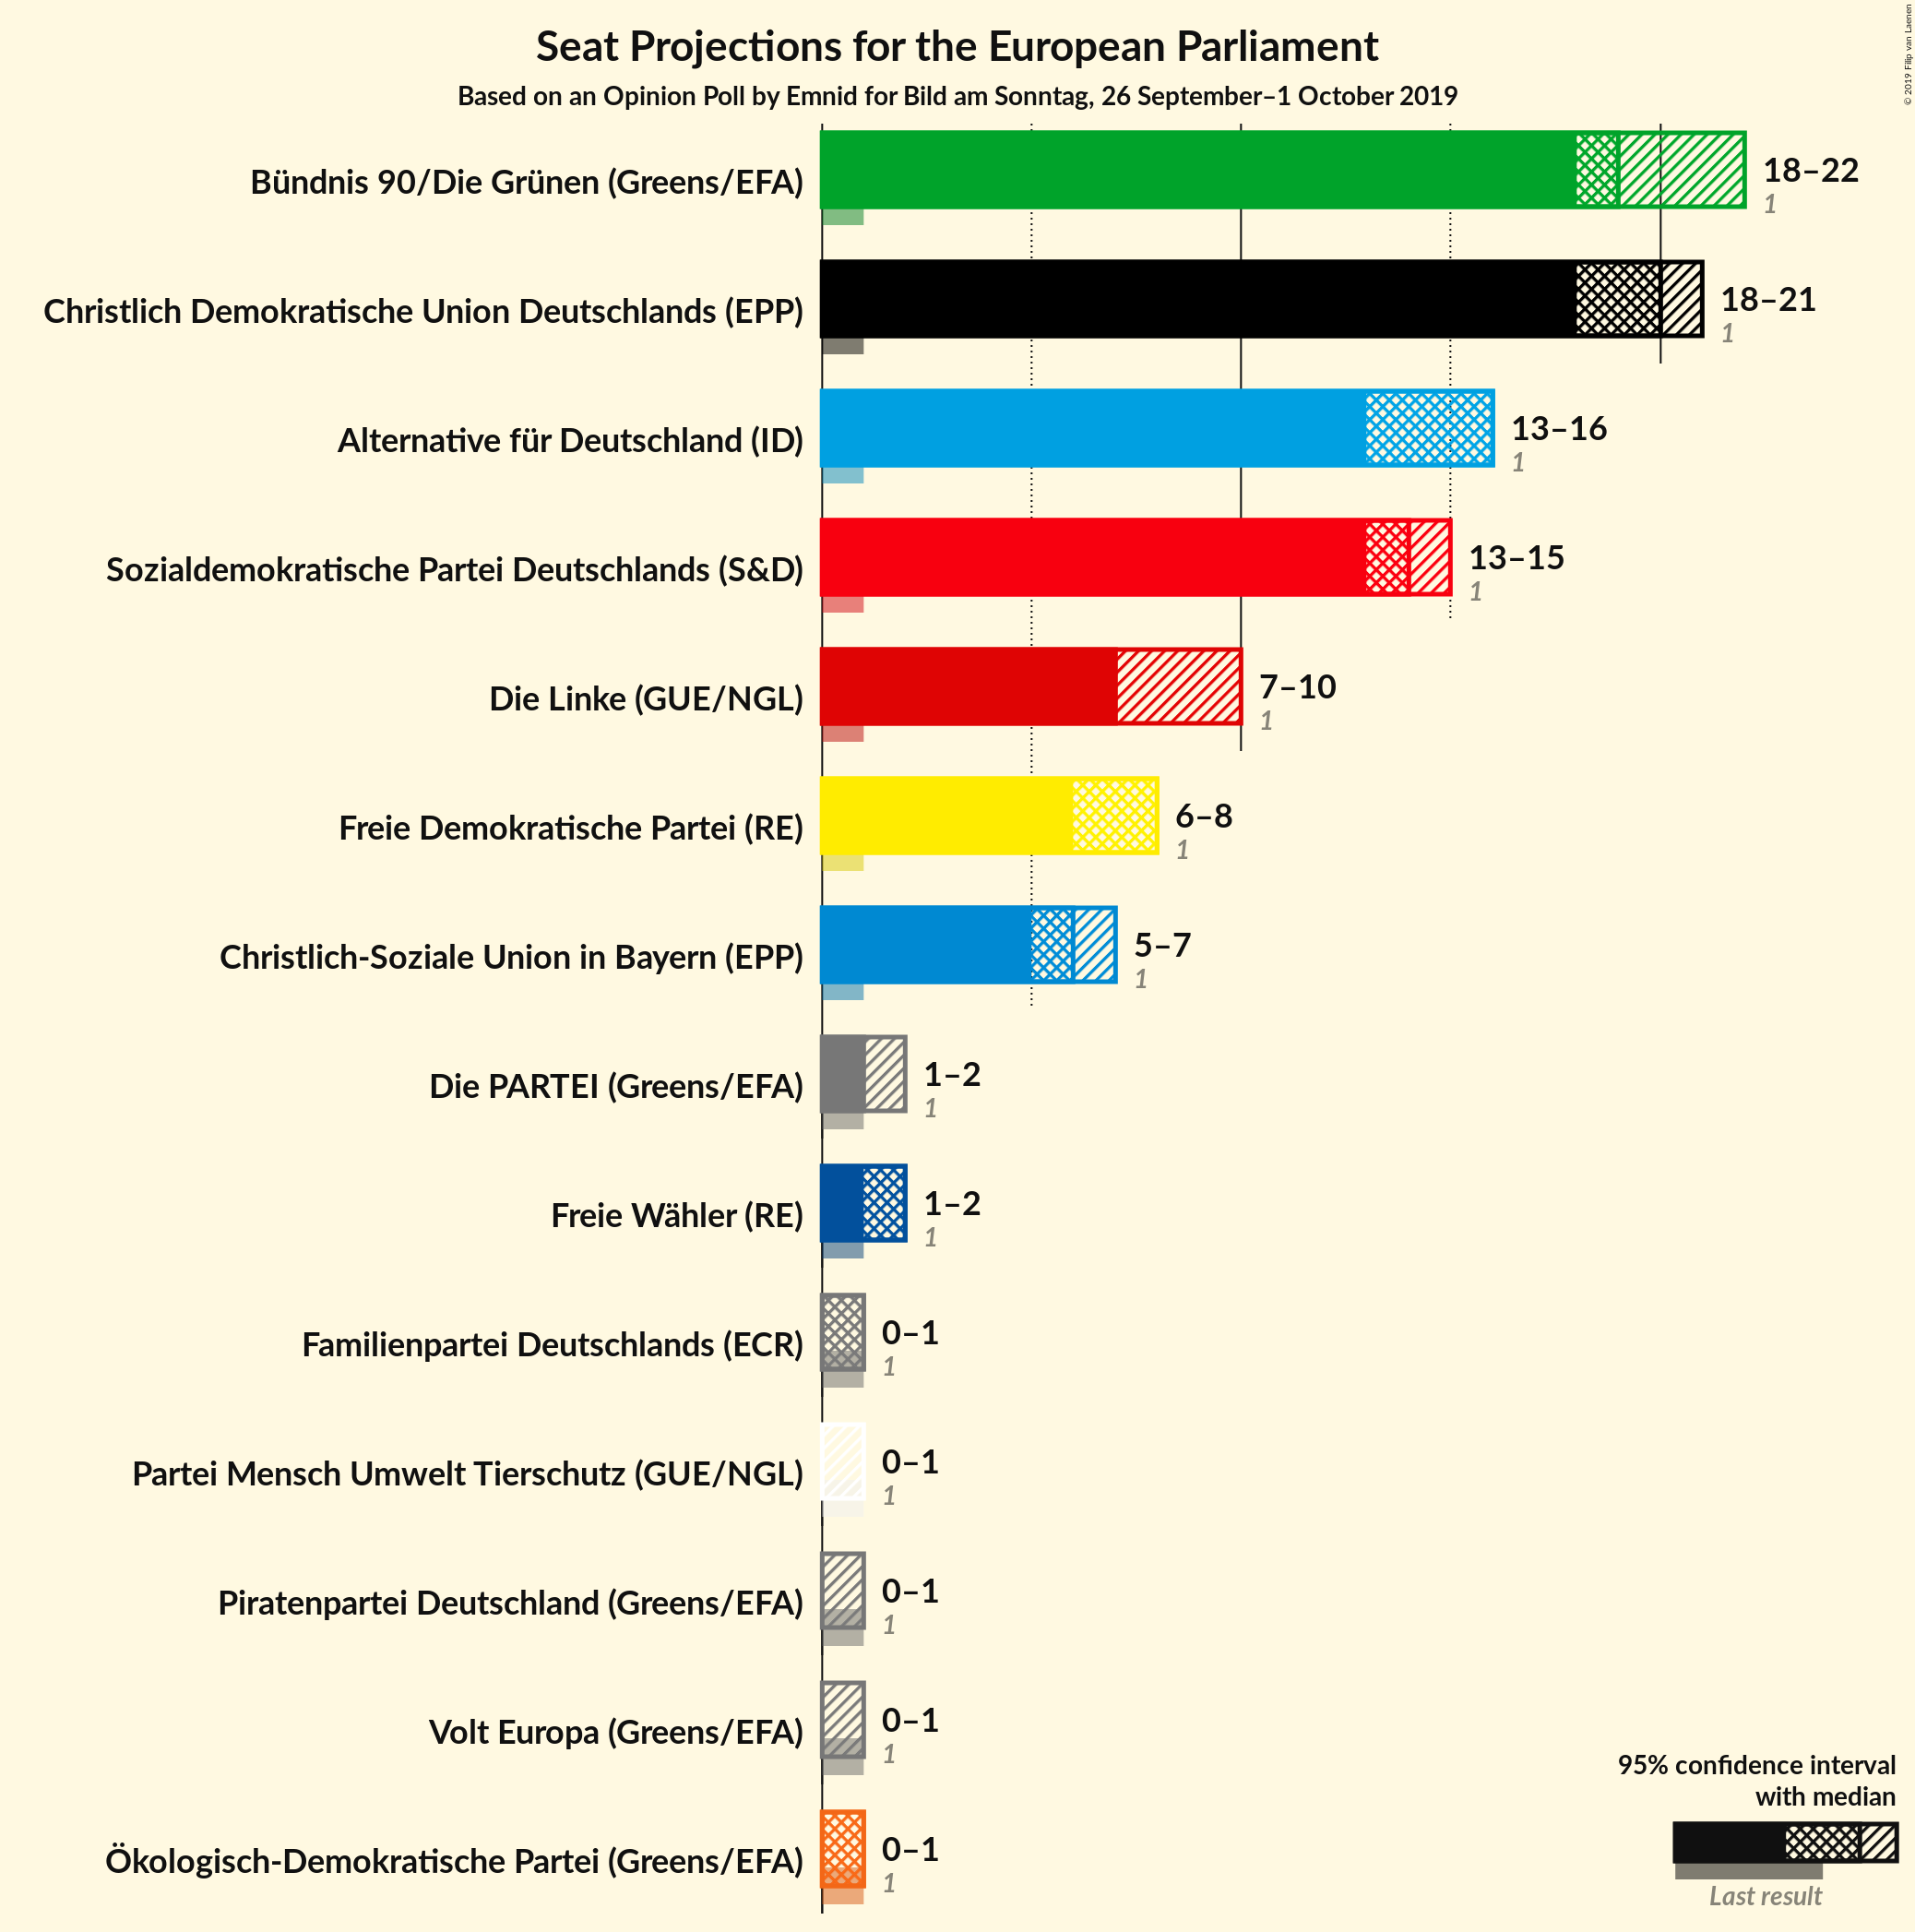 Seat Projections for the European Parliament
Based on an Opinion Poll by Emnid for Bild am Sonntag, 26 September–1 October 2019
© 2019 Filip van Laenen
Bündnis 90/Die Grünen (Greens/EFA)
18–22
1
Christlich Demokratische Union Deutschlands (EPP)
18–21
1
Alternative für Deutschland (ID)
13–16
1
Sozialdemokratische Partei Deutschlands (S&D)
13–15
1
Die Linke (GUE/NGL)
7–10
1
Freie Demokratische Partei (RE)
6–8
1
Christlich-Soziale Union in Bayern (EPP)
5–7
1
Die PARTEI (Greens/EFA)
1–2
1
Freie Wähler (RE)
1–2
1
Familienpartei Deutschlands (ECR)
0–1
1
Partei Mensch Umwelt Tierschutz (GUE/NGL)
0–1
1
Piratenpartei Deutschland (Greens/EFA)
0–1
1
Volt Europa (Greens/EFA)
0–1
1
Ökologisch-Demokratische Partei (Greens/EFA)
0–1
1
95% confidence interval
with median
Last result